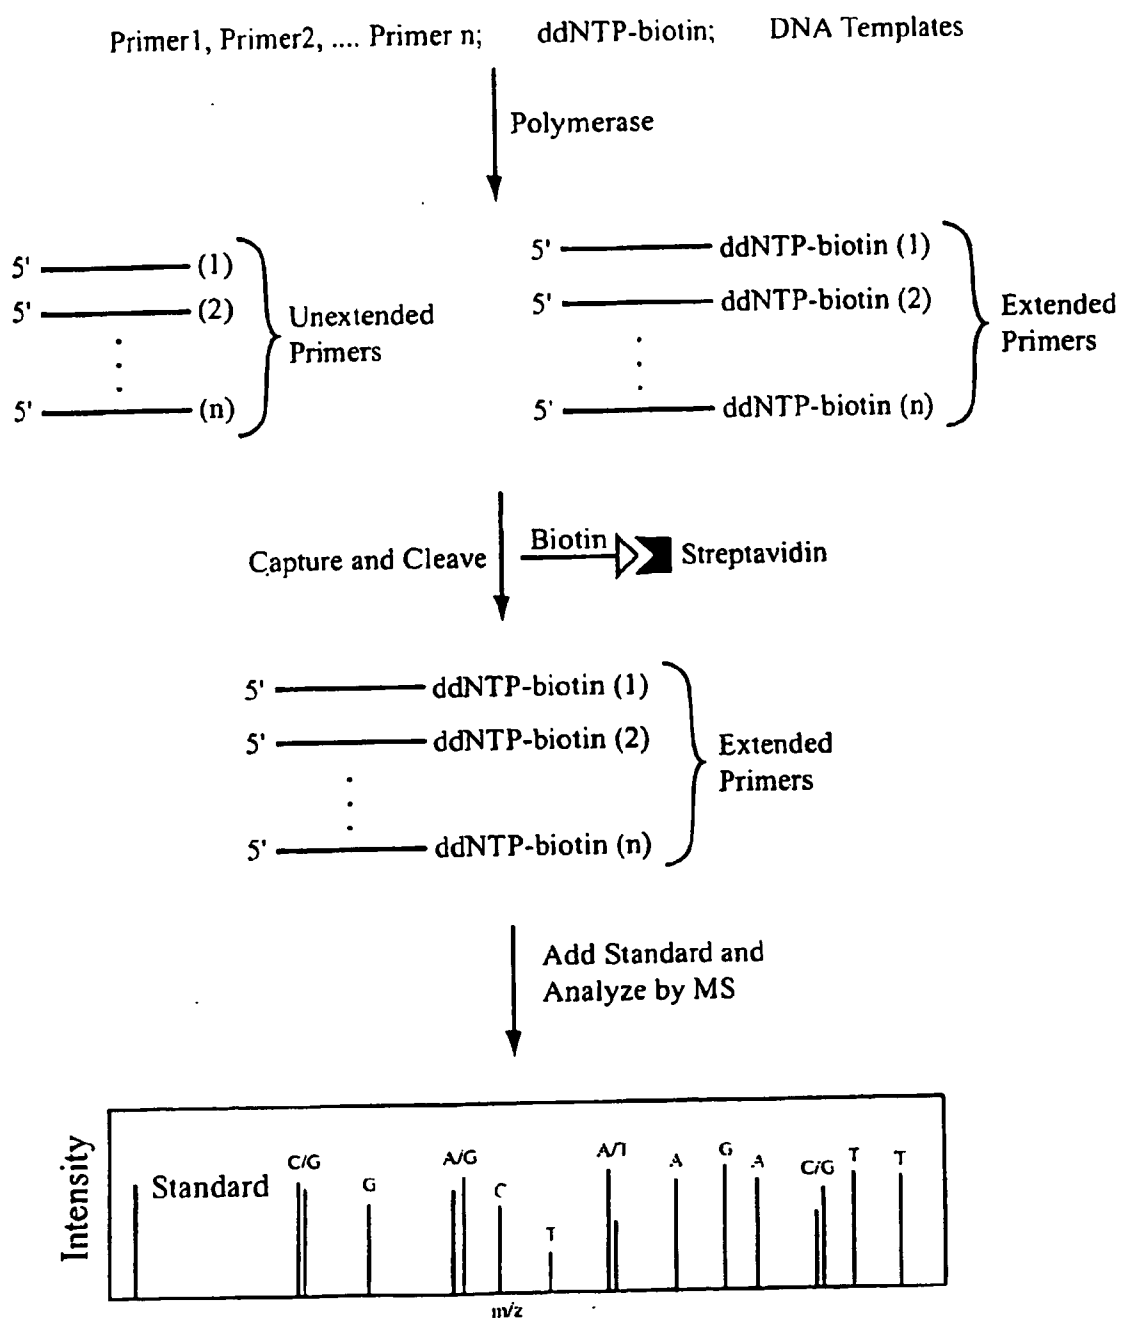 Primer1, Primer2, .... Primer n; ddNTP-biotin; DNA Templates
Polymerase
5' (1)
5' (2)
5' (n)
Unextended
Primers
5' ddNTP-biotin (1)
5' ddNTP-biotin (2)
5' ddNTP-biotin (n)
Extended
Primers
Capture and Cleave
Biotin
Streptavidin
5' ddNTP-biotin (1)
5' ddNTP-biotin (2)
5' ddNTP-biotin (n)
Extended
Primers
Add Standard and
Analyze by MS
Intensity
Standard
C/G G A/G C T A/T A G A C/G T T
m/z